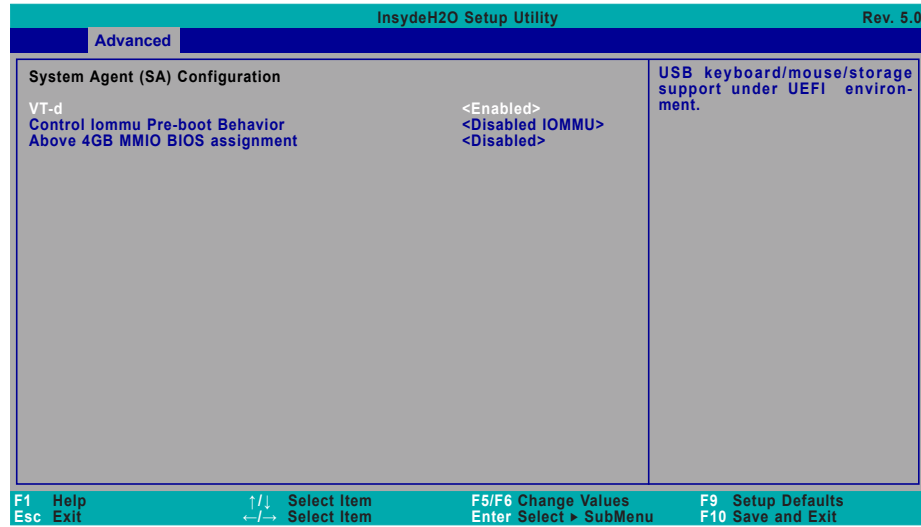 InsydeH2O Setup Utility Rev. 5.0
Advanced
System Agent (SA) Configuration
VT-d <Enabled>
Control Iommu Pre-boot Behavior <Disabled IOMMU>
Above 4GB MMIO BIOS assignment <Disabled>
USB keyboard/mouse/storage
support under UEFI environ-
ment.
F1 Help ↑/↓ Select Item F5/F6 Change Values F9 Setup Defaults
Esc Exit ←/→ Select Item Enter Select ▸ SubMenu F10 Save and Exit